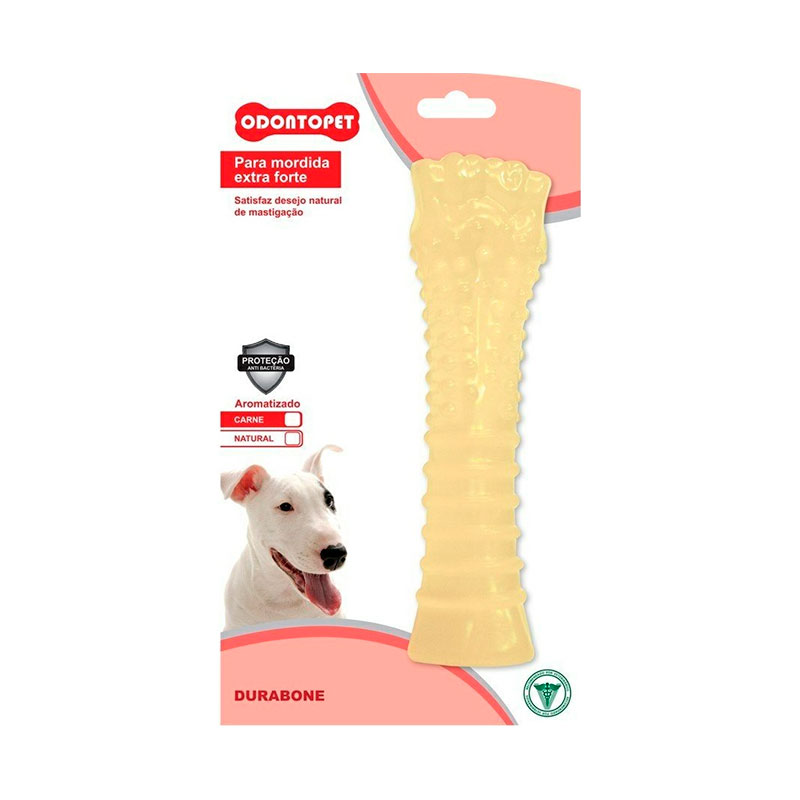 ODONTOPET
Para mordida
extra forte
Satisfaz desejo natural
de mastigação
PROTEÇÃO
ANTI BACTÉRIA
Aromatizado
CARNE
NATURAL
DURABONE